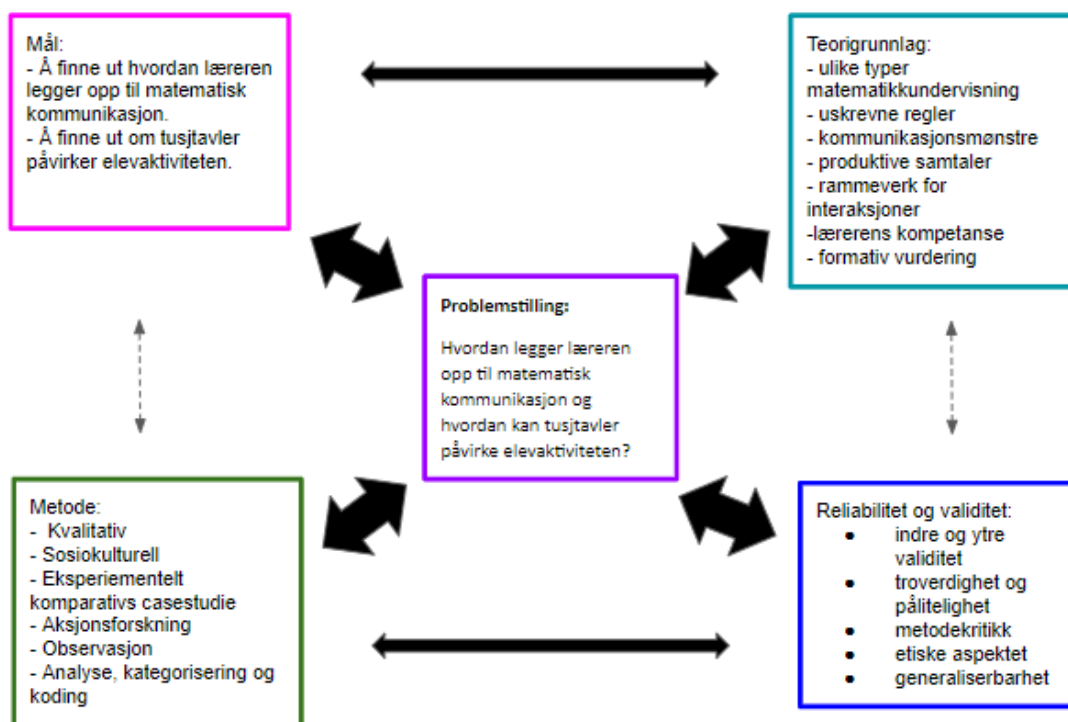 Mål:
- Å finne ut hvordan læreren
legger opp til matematisk
kommunikasjon.
- Å finne ut om tusjtavler
påvirker elevaktiviteten.
Teorigrunnlag:
- ulike typer
matematikkundervisning
- uskrevne regler
- kommunikasjonsmønstre
- produktive samtaler
- rammeverk for
interaksjoner
-lærerens kompetanse
- formativ vurdering
Problemstilling:
Hvordan legger læreren
opp til matematisk
kommunikasjon og
hvordan kan tusjtavler
påvirke elevaktiviteten?
Metode:
- Kvalitativ
- Sosiokulturell
- Eksperiementelt
komparativs casestudie
- Aksjonsforskning
- Observasjon
- Analyse, kategorisering og
koding
Reliabilitet og validitet:
● indre og ytre
validitet
● troverdighet og
pålitelighet
● metodekritikk
● etiske aspektet
● generaliserbarhet